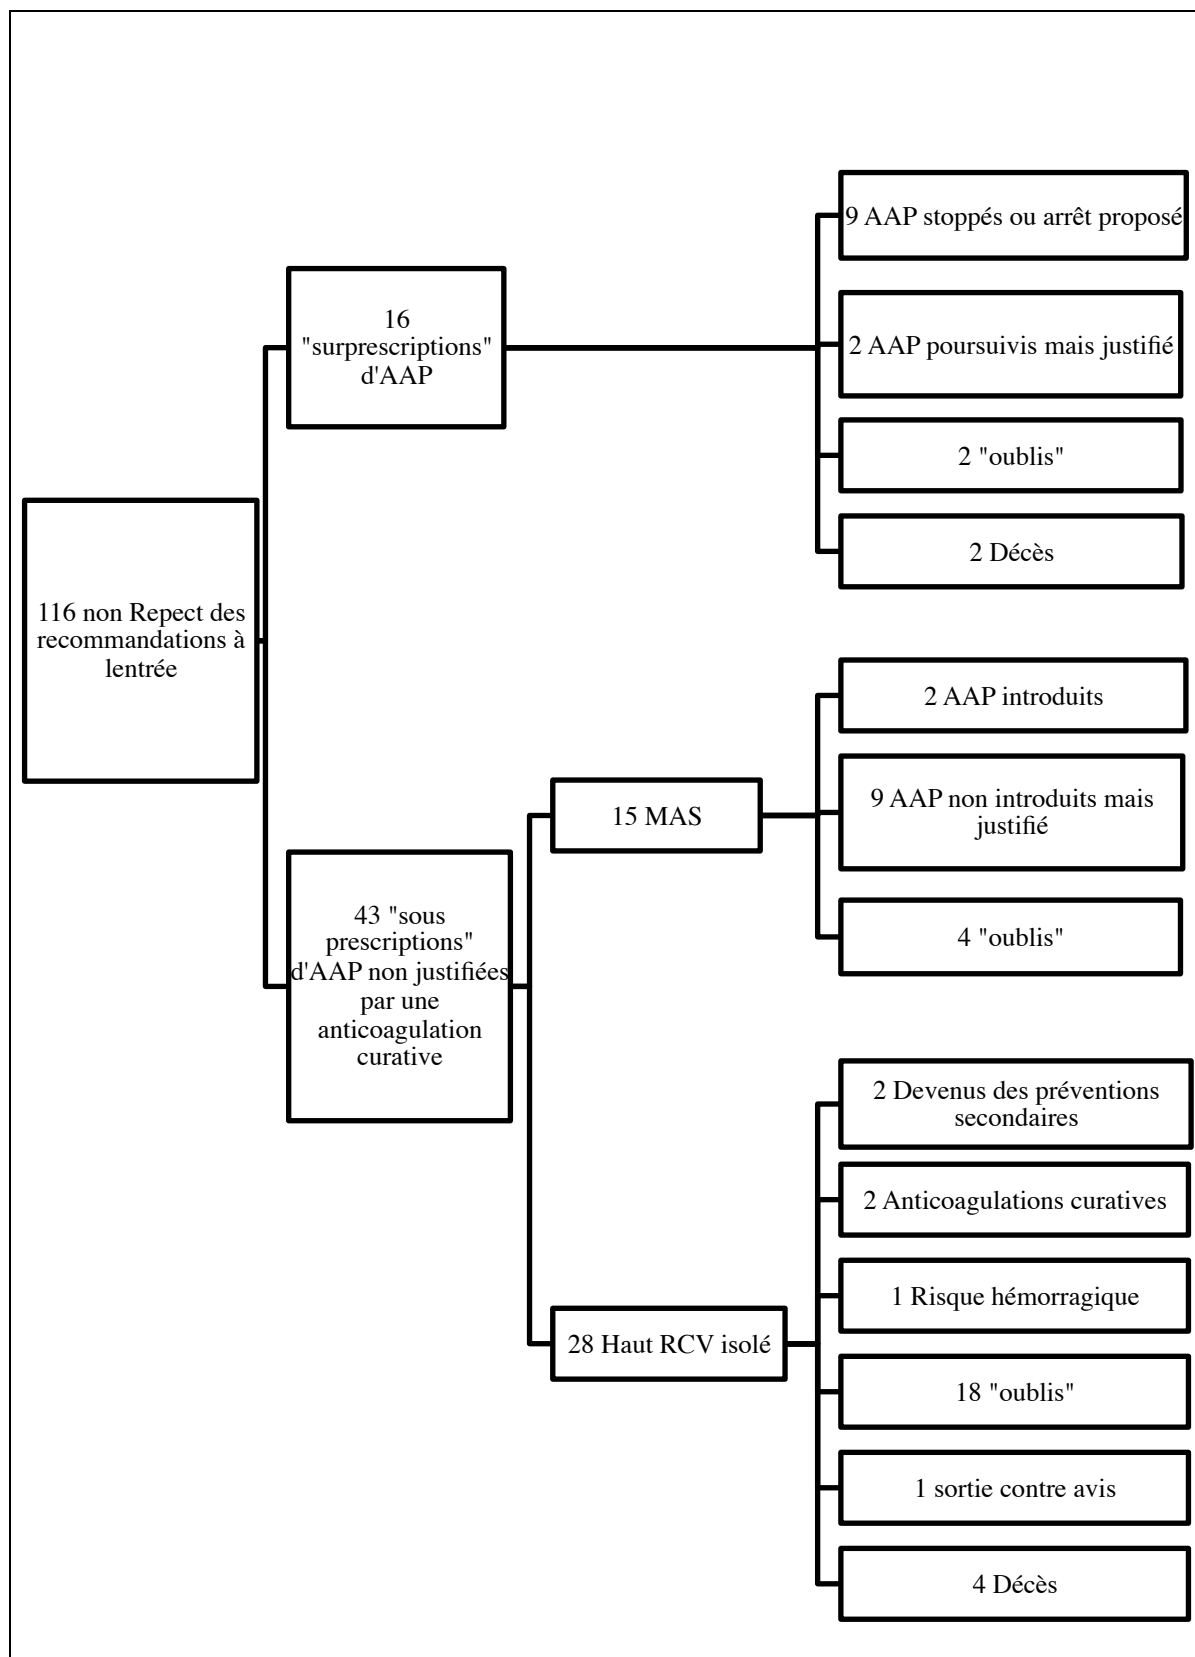 116 non Repect des
recommandations à
lentrée
16
"surprescriptions"
d'AAP
9 AAP stoppés ou arrêt proposé
2 AAP poursuivis mais justifié
2 "oublis"
2 Décès
43 "sous
prescriptions"
d'AAP non justifiées
par une
anticoagulation
curative
15 MAS
2 AAP introduits
9 AAP non introduits mais
justifié
4 "oublis"
28 Haut RCV isolé
2 Devenus des préventions
secondaires
2 Anticoagulations curatives
1 Risque hémorragique
18 "oublis"
1 sortie contre avis
4 Décès